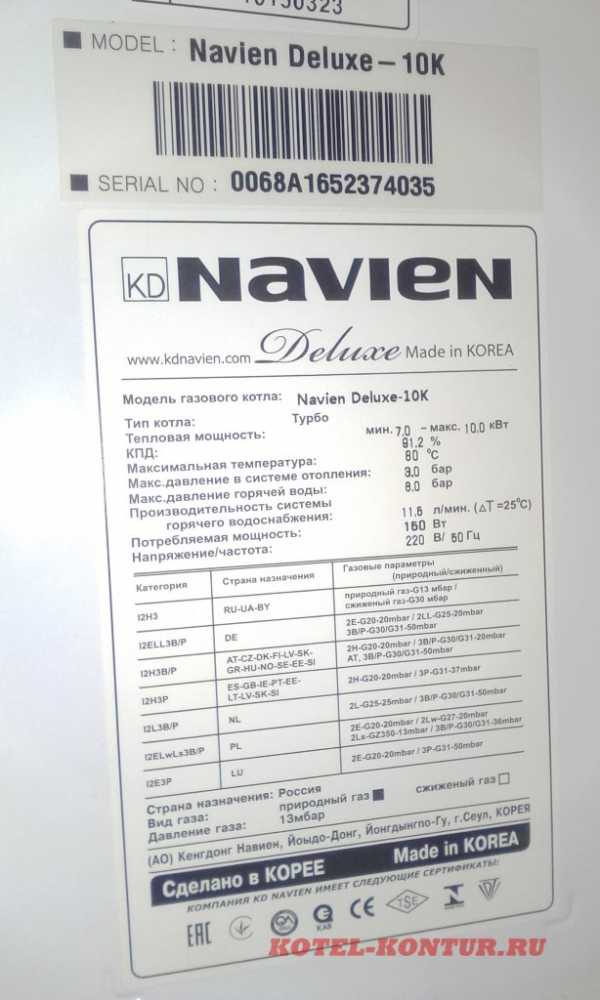 ■ MODEL : Navien Deluxe-10K
■ SERIAL NO : 0068A1652374035
KD NAVIEN
www.kdnavien.com Deluxe Made in KOREA
Модель газового котла: Navien Deluxe-10K
Тип котла: Турбо
Тепловая мощность: мин. 7.0 - макс. 10.0 кВт
КПД: 91.2 %
Максимальная температура: 80 °C
Макс.давление в системе отопления: 3.0 бар
Макс.давление горячей воды: 8.0 бар
Производительность системы
горячего водоснабжения: 11.6 л/мин. (ΔT=25°C)
Потребляемая мощность: 150 Вт
Напряжение/частота: 220 В/ 50 Гц
Категория Страна назначения Газовые параметры
(природный/сжиженный)
I2H3 RU-UA-BY природный газ-G13 мбар /
сжиженый газ-G30 мбар
I2ELL3B/P DE 2E-G20-20mbar / 2LL-G25-20mbar
3B/P-G30/G31-50mbar
I2H3B/P AT-CZ-DK-FI-LV-SK-
GR-HU-NO-SE-EE-SI
2H-G20-20mbar / 3B/P-G30/G31-20mbar
AT, 3B/P-G30/G31-50mbar
I2H3P ES-GB-IE-PT-EE-
LT-LV-SK-SI
2H-G20-20mbar / 3P-G31-37mbar
I2L3B/P NL 2L-G25-25mbar / 3B/P-G30/G31-50mbar
I2ELwLs3B/P PL 2E-G20-20mbar / 2Lw-G27-20mbar
2Ls-GZ350-13mbar / 3B/P-G30/G31-36mbar
I2E3P LU 2E-G20-20mbar / 3P-G31-50mbar
Страна назначения: Россия
Вид газа: природный газ ■ сжиженый газ □
Давление газа: 13мбар
(АО) Кенгдонг Навиен, Йоыдо-Донг, Йонгдынгпо-Гу, г.Сеул, КОРЕЯ
Сделано в КОРЕЕ Made in KOREA
КОМПАНИЯ KD NAVIEN ИМЕЕТ СЛЕДУЮЩИЕ СЕРТИФИКАТЫ:
EAC KAB CE TSE
KOTEL-KONTUR.RU